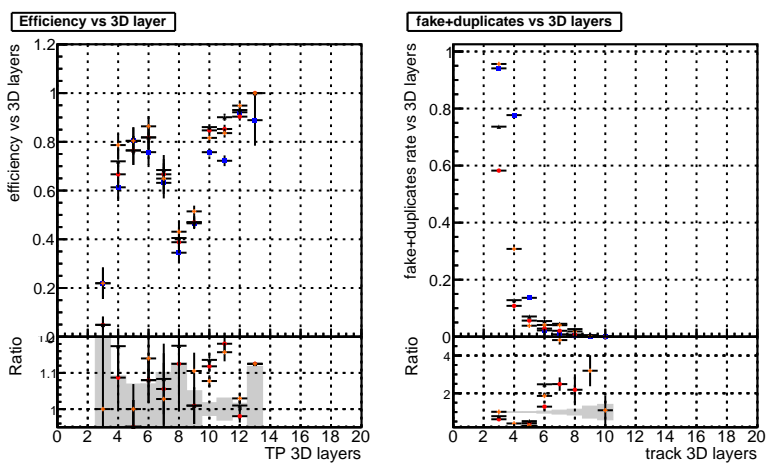 Efficiency vs 3D layer
efficiency vs 3D layers
1.2
1
0.8
0.6
0.4
0.2
0
Ratio
1.1
1
0 2 4 6 8 10 12 14 16 18 20
TP 3D layers
fake+duplicates vs 3D layers
fake+duplicates rate vs 3D layers
1
0.8
0.6
0.4
0.2
0
Ratio
4
2
0 2 4 6 8 10 12 14 16 18 20
track 3D layers